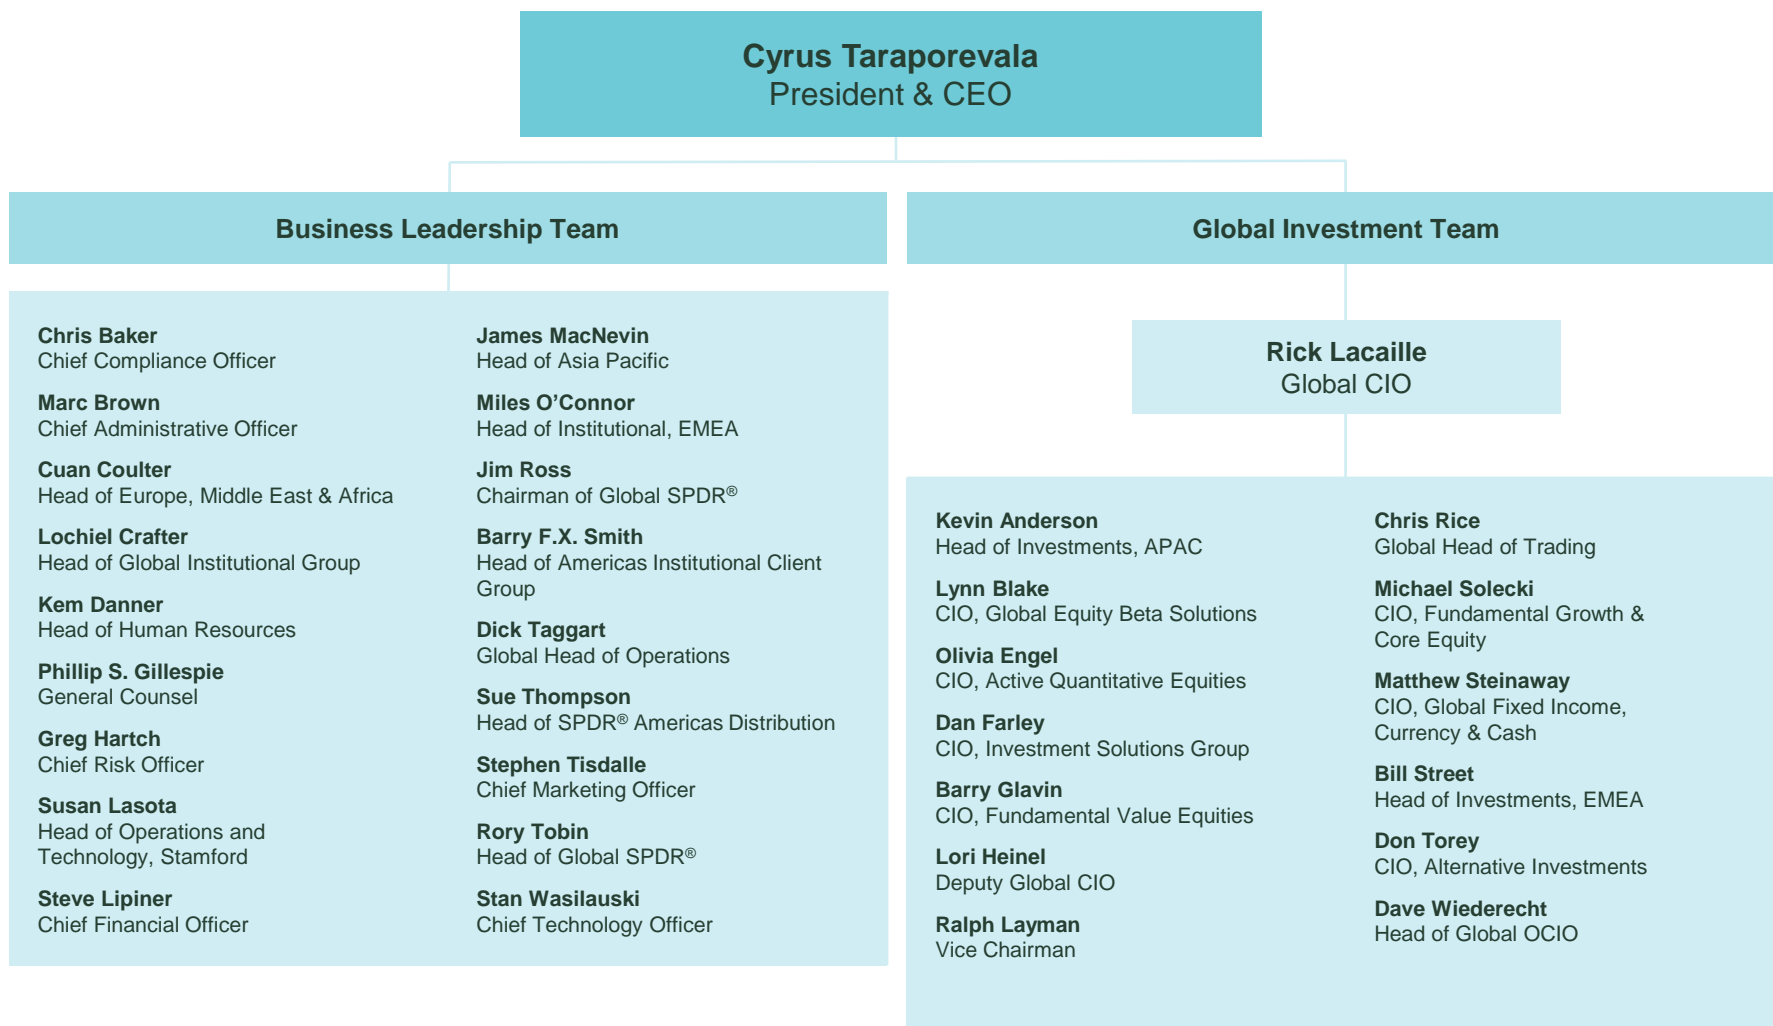 Cyrus Taraporevala
President & CEO
Business Leadership Team
Chris Baker
Chief Compliance Officer
Marc Brown
Chief Administrative Officer
Cuan Coulter
Head of Europe, Middle East & Africa
Lochiel Crafter
Head of Global Institutional Group
Kem Danner
Head of Human Resources
Phillip S. Gillespie
General Counsel
Greg Hartch
Chief Risk Officer
Susan Lasota
Head of Operations and
Technology, Stamford
Steve Lipiner
Chief Financial Officer
James MacNevin
Head of Asia Pacific
Miles O’Connor
Head of Institutional, EMEA
Jim Ross
Chairman of Global SPDR®
Barry F.X. Smith
Head of Americas Institutional Client
Group
Dick Taggart
Global Head of Operations
Sue Thompson
Head of SPDR® Americas Distribution
Stephen Tisdalle
Chief Marketing Officer
Rory Tobin
Head of Global SPDR®
Stan Wasilauski
Chief Technology Officer
Global Investment Team
Rick Lacaille
Global CIO
Kevin Anderson
Head of Investments, APAC
Lynn Blake
CIO, Global Equity Beta Solutions
Olivia Engel
CIO, Active Quantitative Equities
Dan Farley
CIO, Investment Solutions Group
Barry Glavin
CIO, Fundamental Value Equities
Lori Heinel
Deputy Global CIO
Ralph Layman
Vice Chairman
Chris Rice
Global Head of Trading
Michael Solecki
CIO, Fundamental Growth &
Core Equity
Matthew Steinaway
CIO, Global Fixed Income,
Currency & Cash
Bill Street
Head of Investments, EMEA
Don Torey
CIO, Alternative Investments
Dave Wiederecht
Head of Global OCIO